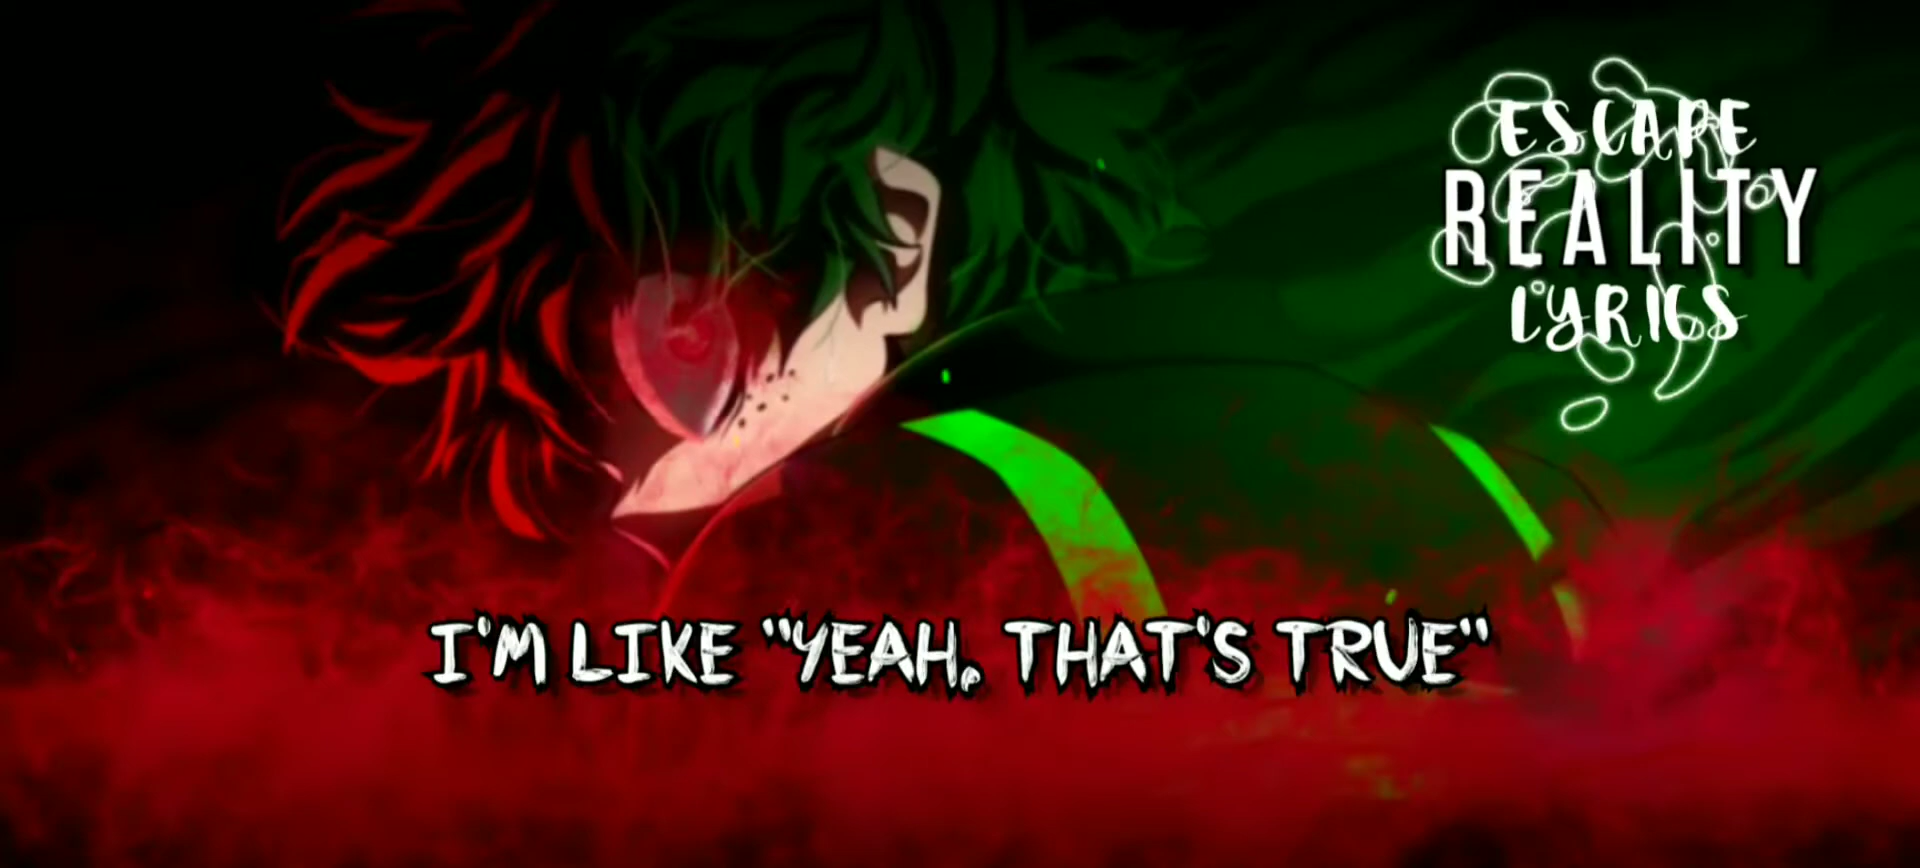 ESCAPE
REALITY
LYRICS
I'M LIKE "YEAH, THAT'S TRUE"